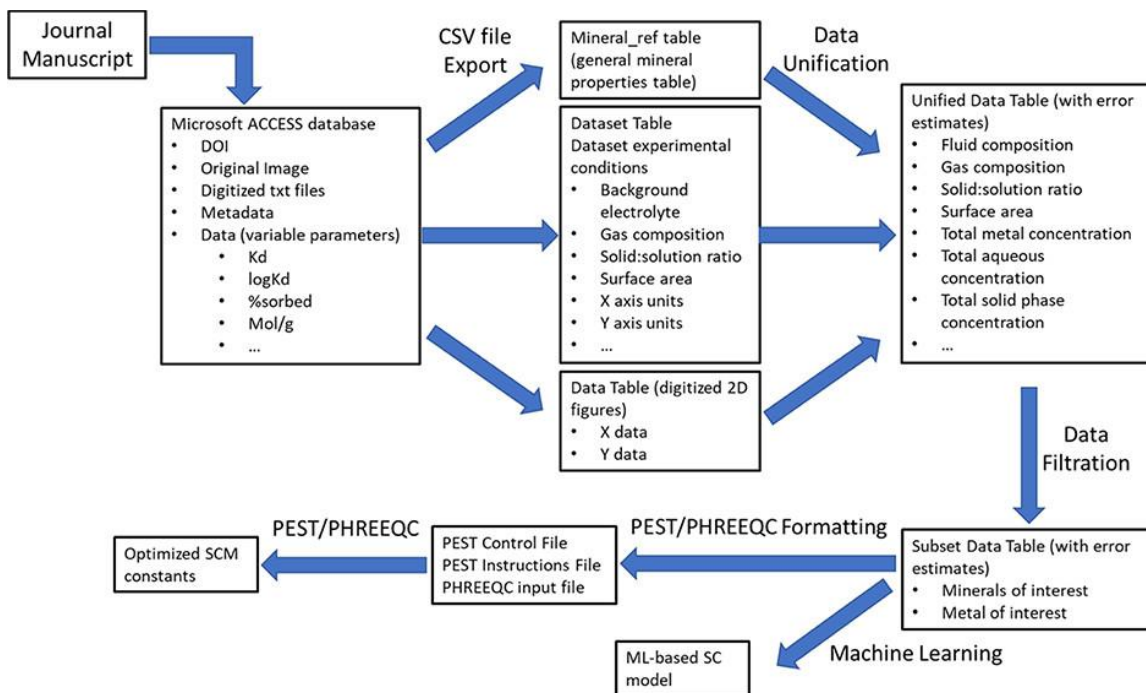 Journal
Manuscript
CSV file
Export
Mineral_ref table
(general mineral
properties table)
Data
Unification
Microsoft ACCESS database
• DOI
• Original Image
• Digitized txt files
• Metadata
• Data (variable parameters)
• Kd
• logKd
• %sorbed
• Mol/g
• ...
Dataset Table
Dataset experimental
conditions
• Background
electrolyte
• Gas composition
• Solid:solution ratio
• Surface area
• X axis units
• Y axis units
• ...
Data Table (digitized 2D
figures)
• X data
• Y data
Unified Data Table (with error
estimates)
• Fluid composition
• Gas composition
• Solid:solution ratio
• Surface area
• Total metal concentration
• Total aqueous
concentration
• Total solid phase
concentration
• ...
Data
Filtration
Subset Data Table (with error
estimates)
• Minerals of interest
• Metal of interest
PEST/PHREEQC Formatting
PEST Control File
PEST Instructions File
PHREEQC input file
PEST/PHREEQC
Optimized SCM
constants
Machine Learning
ML-based SC
model